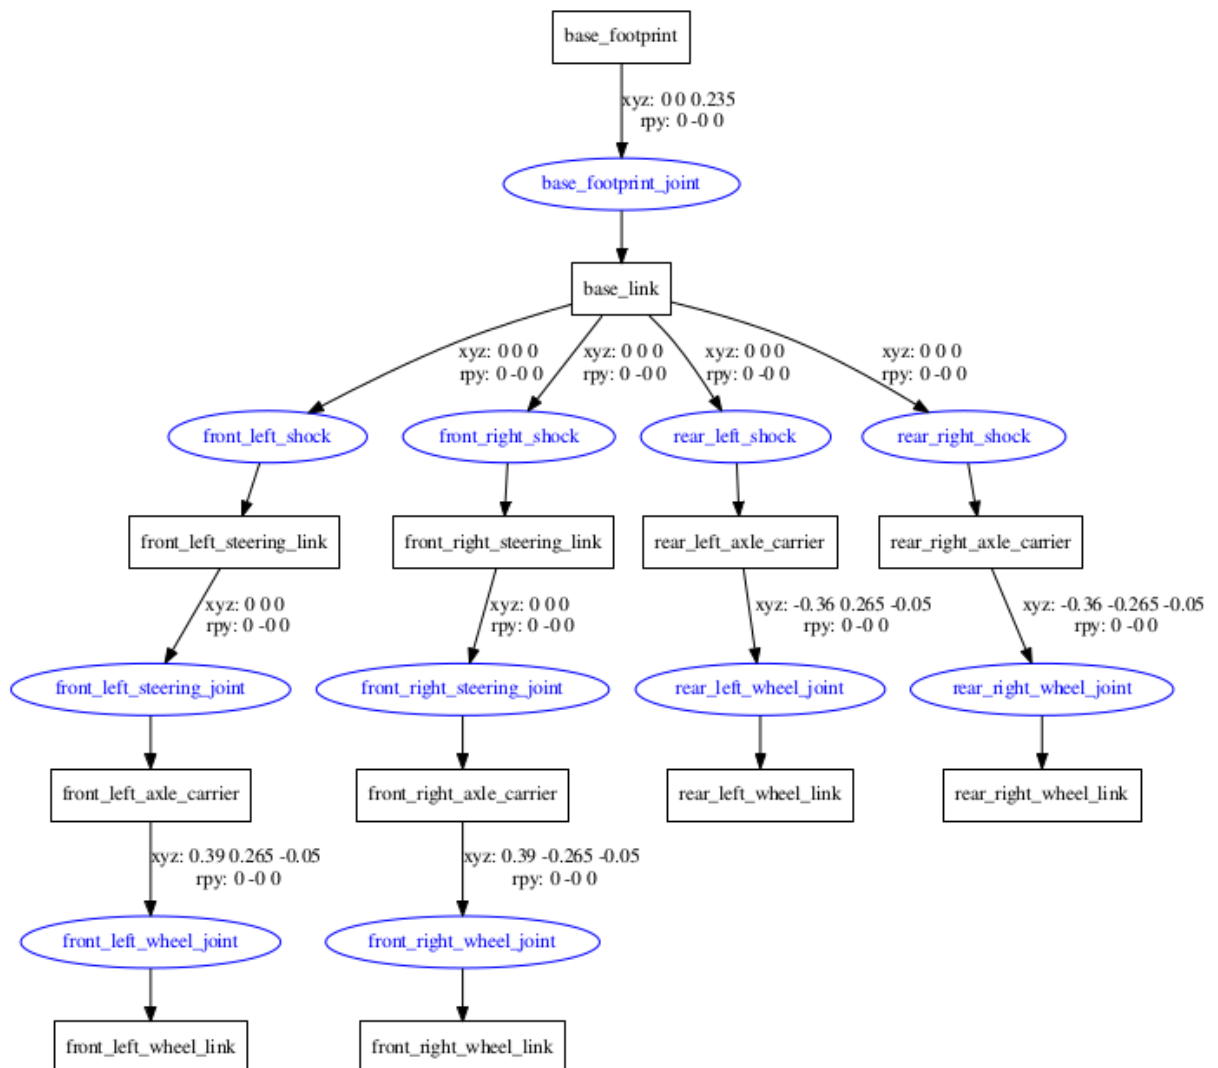 base_footprint
xyz: 0 0 0.235
rpy: 0 -0 0
base_footprint_joint
base_link
xyz: 0 0 0
rpy: 0 -0 0
xyz: 0 0 0
rpy: 0 -0 0
xyz: 0 0 0
rpy: 0 -0 0
xyz: 0 0 0
rpy: 0 -0 0
front_left_shock
front_right_shock
rear_left_shock
rear_right_shock
front_left_steering_link
front_right_steering_link
rear_left_axle_carrier
rear_right_axle_carrier
xyz: 0 0 0
rpy: 0 -0 0
xyz: 0 0 0
rpy: 0 -0 0
xyz: -0.36 0.265 -0.05
rpy: 0 -0 0
xyz: -0.36 -0.265 -0.05
rpy: 0 -0 0
front_left_steering_joint
front_right_steering_joint
rear_left_wheel_joint
rear_right_wheel_joint
front_left_axle_carrier
front_right_axle_carrier
rear_left_wheel_link
rear_right_wheel_link
xyz: 0.39 0.265 -0.05
rpy: 0 -0 0
xyz: 0.39 -0.265 -0.05
rpy: 0 -0 0
front_left_wheel_joint
front_right_wheel_joint
front_left_wheel_link
front_right_wheel_link